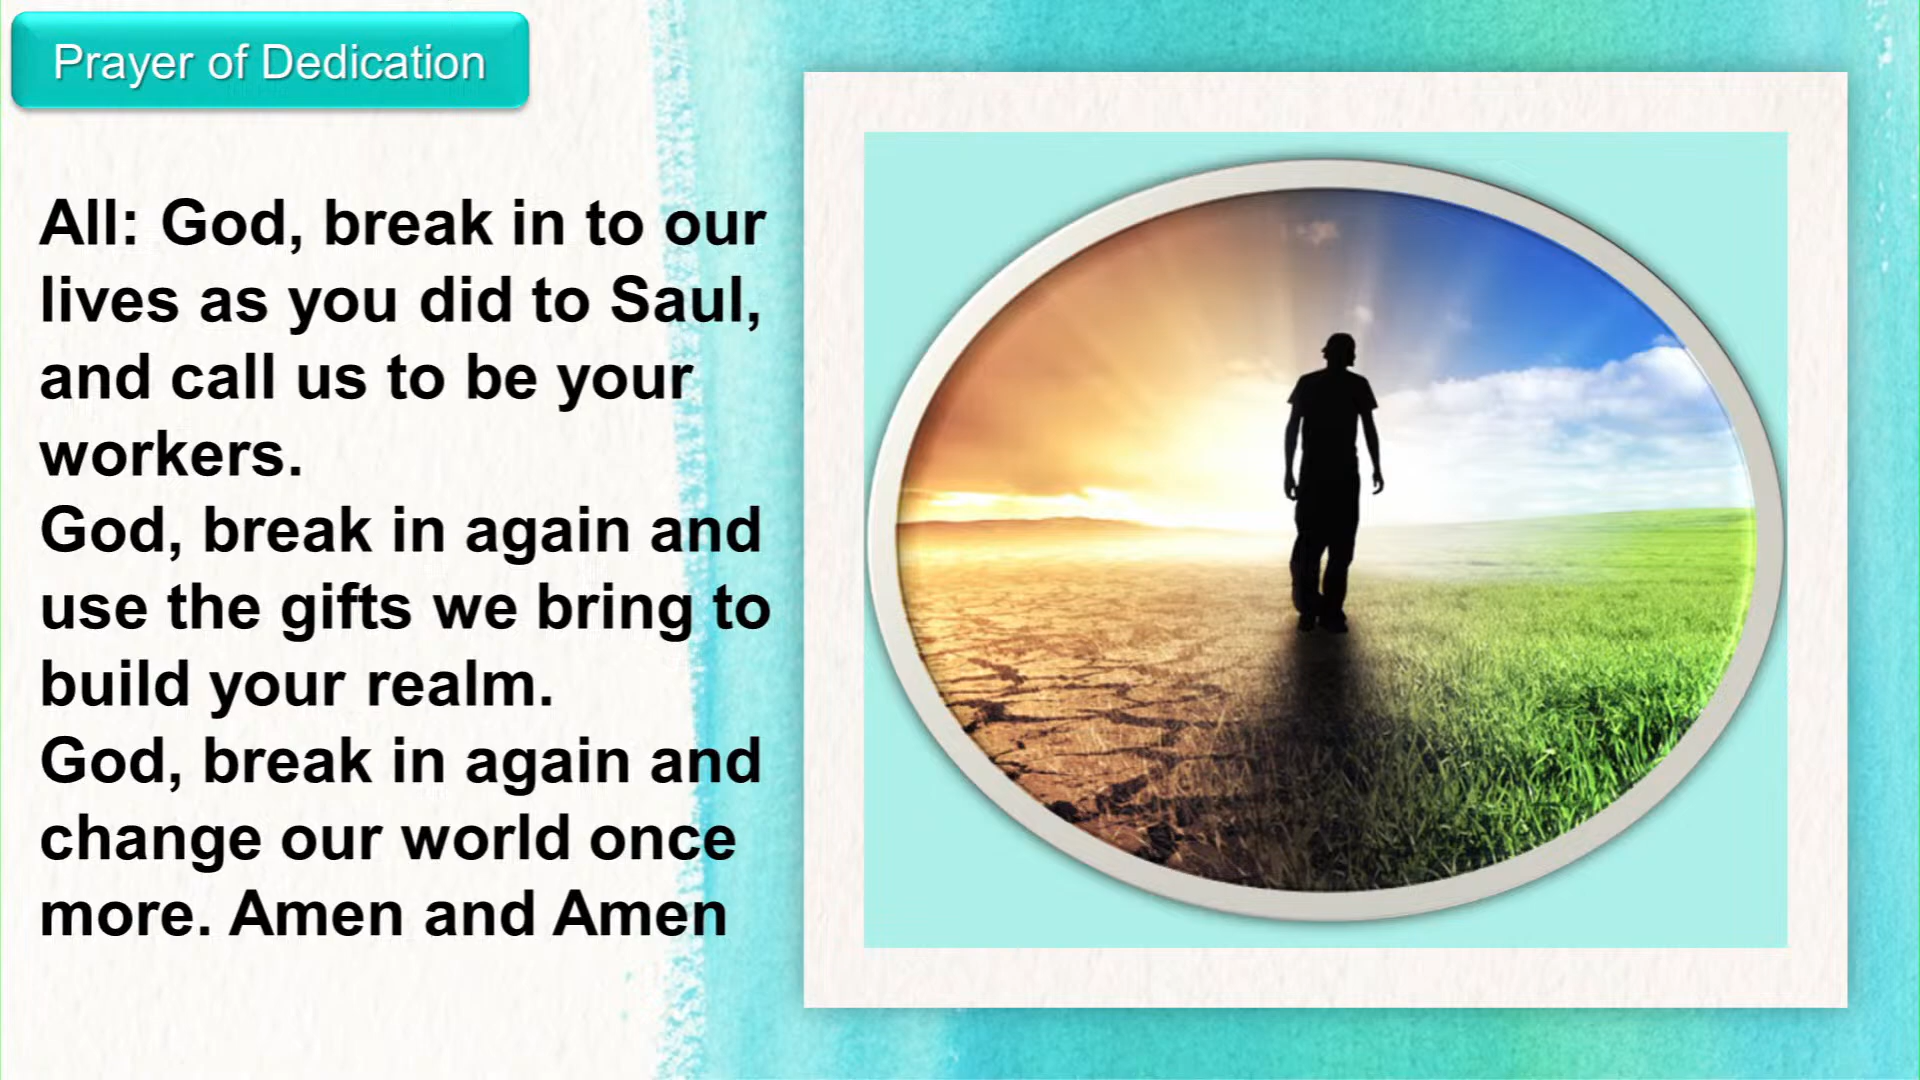 Prayer of Dedication
All: God, break in to our
lives as you did to Saul,
and call us to be your
workers.
God, break in again and
use the gifts we bring to
build your realm.
God, break in again and
change our world once
more. Amen and Amen